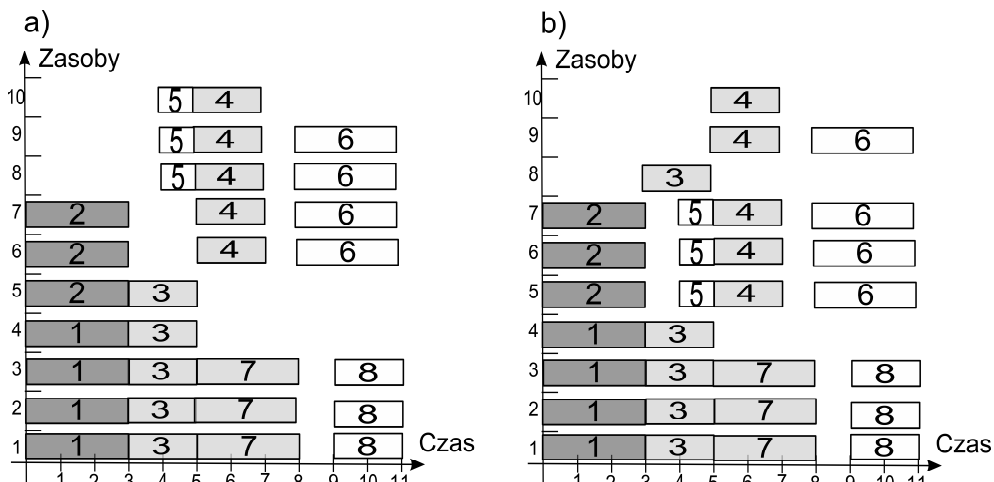 a)
Zasoby
10 5 4
9 5 4 6
8 5 4 6
7 2 4 6
6 2 4 6
5 2 3
4 1 3
3 1 3 7 8
2 1 3 7 8
1 1 3 7 8
Czas
1 2 3 4 5 6 7 8 9 10 11
b)
Zasoby
10 4
9 4 6
8 3
7 2 5 4 6
6 2 5 4 6
5 2 5 4 6
4 1 3
3 1 3 7 8
2 1 3 7 8
1 1 3 7 8
Czas
1 2 3 4 5 6 7 8 9 10 11